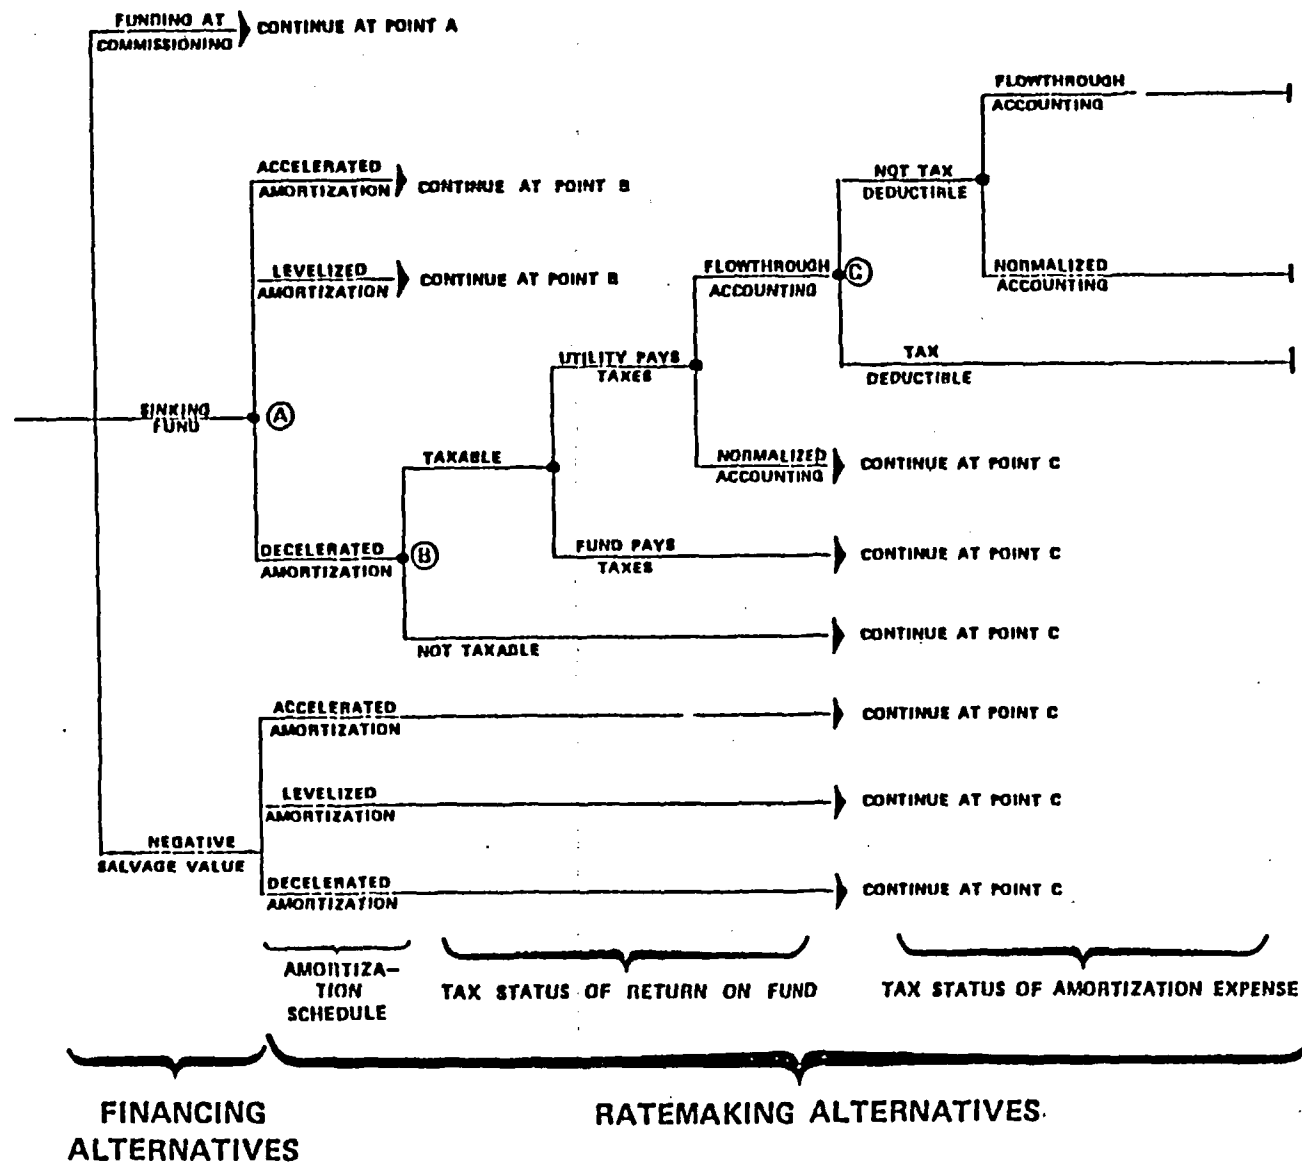 FUNDING AT
COMMISSIONING
CONTINUE AT POINT A
FLOWTHROUGH
ACCOUNTING
ACCELERATED
AMORTIZATION
CONTINUE AT POINT B
NOT TAX
DEDUCTIBLE
LEVELIZED
AMORTIZATION
CONTINUE AT POINT B
FLOWTHROUGH
ACCOUNTING
C
NORMALIZED
ACCOUNTING
UTILITY PAYS
TAXES
TAX
DEDUCTIBLE
SINKING
FUND
A
TAXABLE
NORMALIZED
ACCOUNTING
CONTINUE AT POINT C
DECELERATED
AMORTIZATION
B
FUND PAYS
TAXES
CONTINUE AT POINT C
NOT TAXABLE
CONTINUE AT POINT C
ACCELERATED
AMORTIZATION
CONTINUE AT POINT C
LEVELIZED
AMORTIZATION
CONTINUE AT POINT C
NEGATIVE
SALVAGE VALUE
DECELERATED
AMORTIZATION
CONTINUE AT POINT C
AMORTIZA-
TION
SCHEDULE
TAX STATUS OF RETURN ON FUND
TAX STATUS OF AMORTIZATION EXPENSE
FINANCING
ALTERNATIVES
RATEMAKING ALTERNATIVES